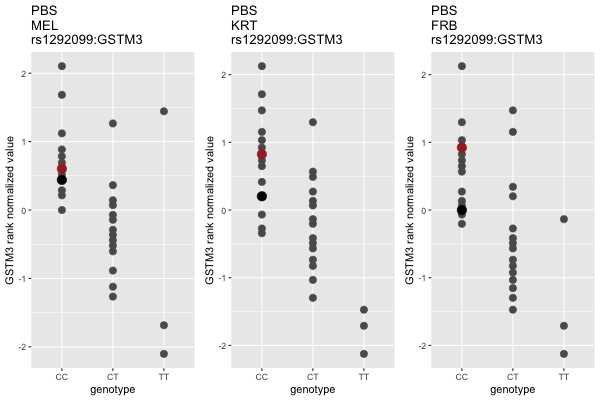 PBS
MEL
rs1292099:GSTM3
GSTM3 rank normalized value
2
1
0
-1
-2
CC CT TT
genotype
PBS
KRT
rs1292099:GSTM3
GSTM3 rank normalized value
2
1
0
-1
-2
CC CT TT
genotype
PBS
FRB
rs1292099:GSTM3
GSTM3 rank normalized value
2
1
0
-1
-2
CC CT TT
genotype